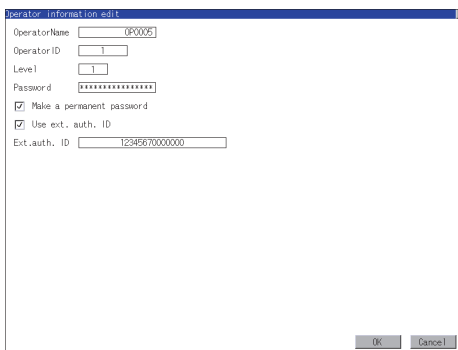 Operator information edit
OperatorName OP0005
OperatorID 1
Level 1
Password ****************
Make a permanent password
Use ext. auth. ID
Ext.auth. ID 12345670000000
OK Cancel